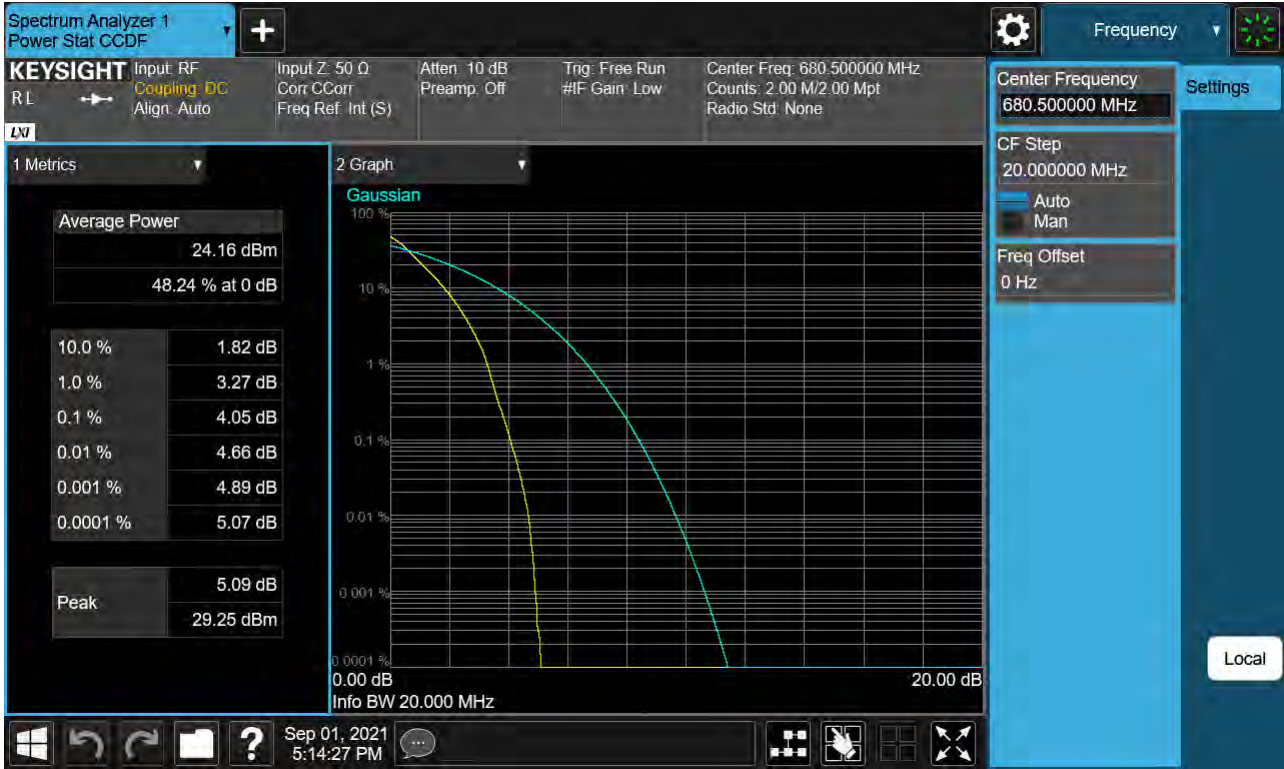 Spectrum Analyzer 1
Power Stat CCDF
Frequency
KEYSIGHT
R L
LXI
Input: RF
Coupling: DC
Align: Auto
Input Z: 50 Ω
Corr CCorr
Freq Ref: Int (S)
Atten: 10 dB
Preamp: Off
Trig: Free Run
#IF Gain: Low
Center Freq: 680.500000 MHz
Counts: 2.00 M/2.00 Mpt
Radio Std: None
Center Frequency
680.500000 MHz
Settings
CF Step
20.000000 MHz
Auto
Man
Freq Offset
0 Hz
1 Metrics
Average Power
24.16 dBm
48.24 % at 0 dB
10.0 % 1.82 dB
1.0 % 3.27 dB
0.1 % 4.05 dB
0.01 % 4.66 dB
0.001 % 4.89 dB
0.0001 % 5.07 dB
Peak
5.09 dB
29.25 dBm
2 Graph
Gaussian
100 %
10 %
1 %
0.1 %
0.01 %
0.001 %
0.0001 %
0.00 dB 20.00 dB
Info BW 20.000 MHz
Local
?
Sep 01, 2021
5:14:27 PM